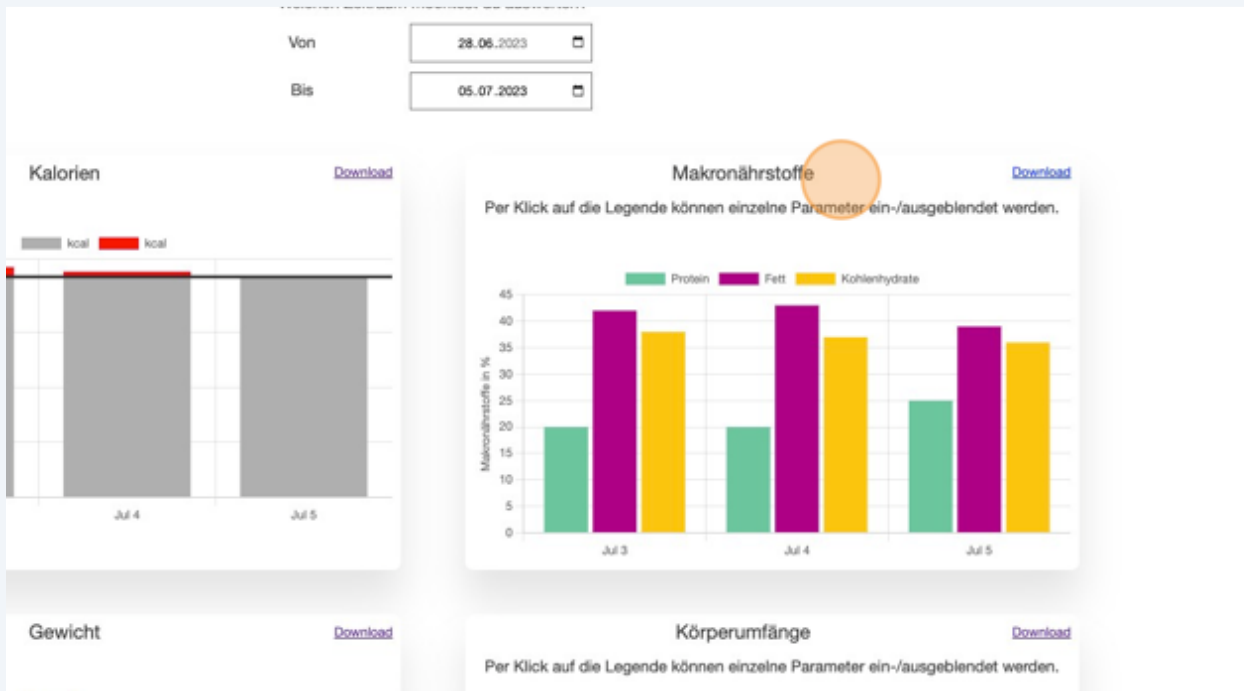 Von
28.06.2023
Bis
05.07.2023
Kalorien
Download
kcal
kcal
Jul 4
Jul 5
Makronährstoffe
Download
Per Klick auf die Legende können einzelne Parameter ein-/ausgeblendet werden.
Protein
Fett
Kohlenhydrate
Makronährstoffe in %
45
40
35
30
25
20
15
10
5
0
Jul 3
Jul 4
Jul 5
Gewicht
Download
Körperumfänge
Download
Per Klick auf die Legende können einzelne Parameter ein-/ausgeblendet werden.